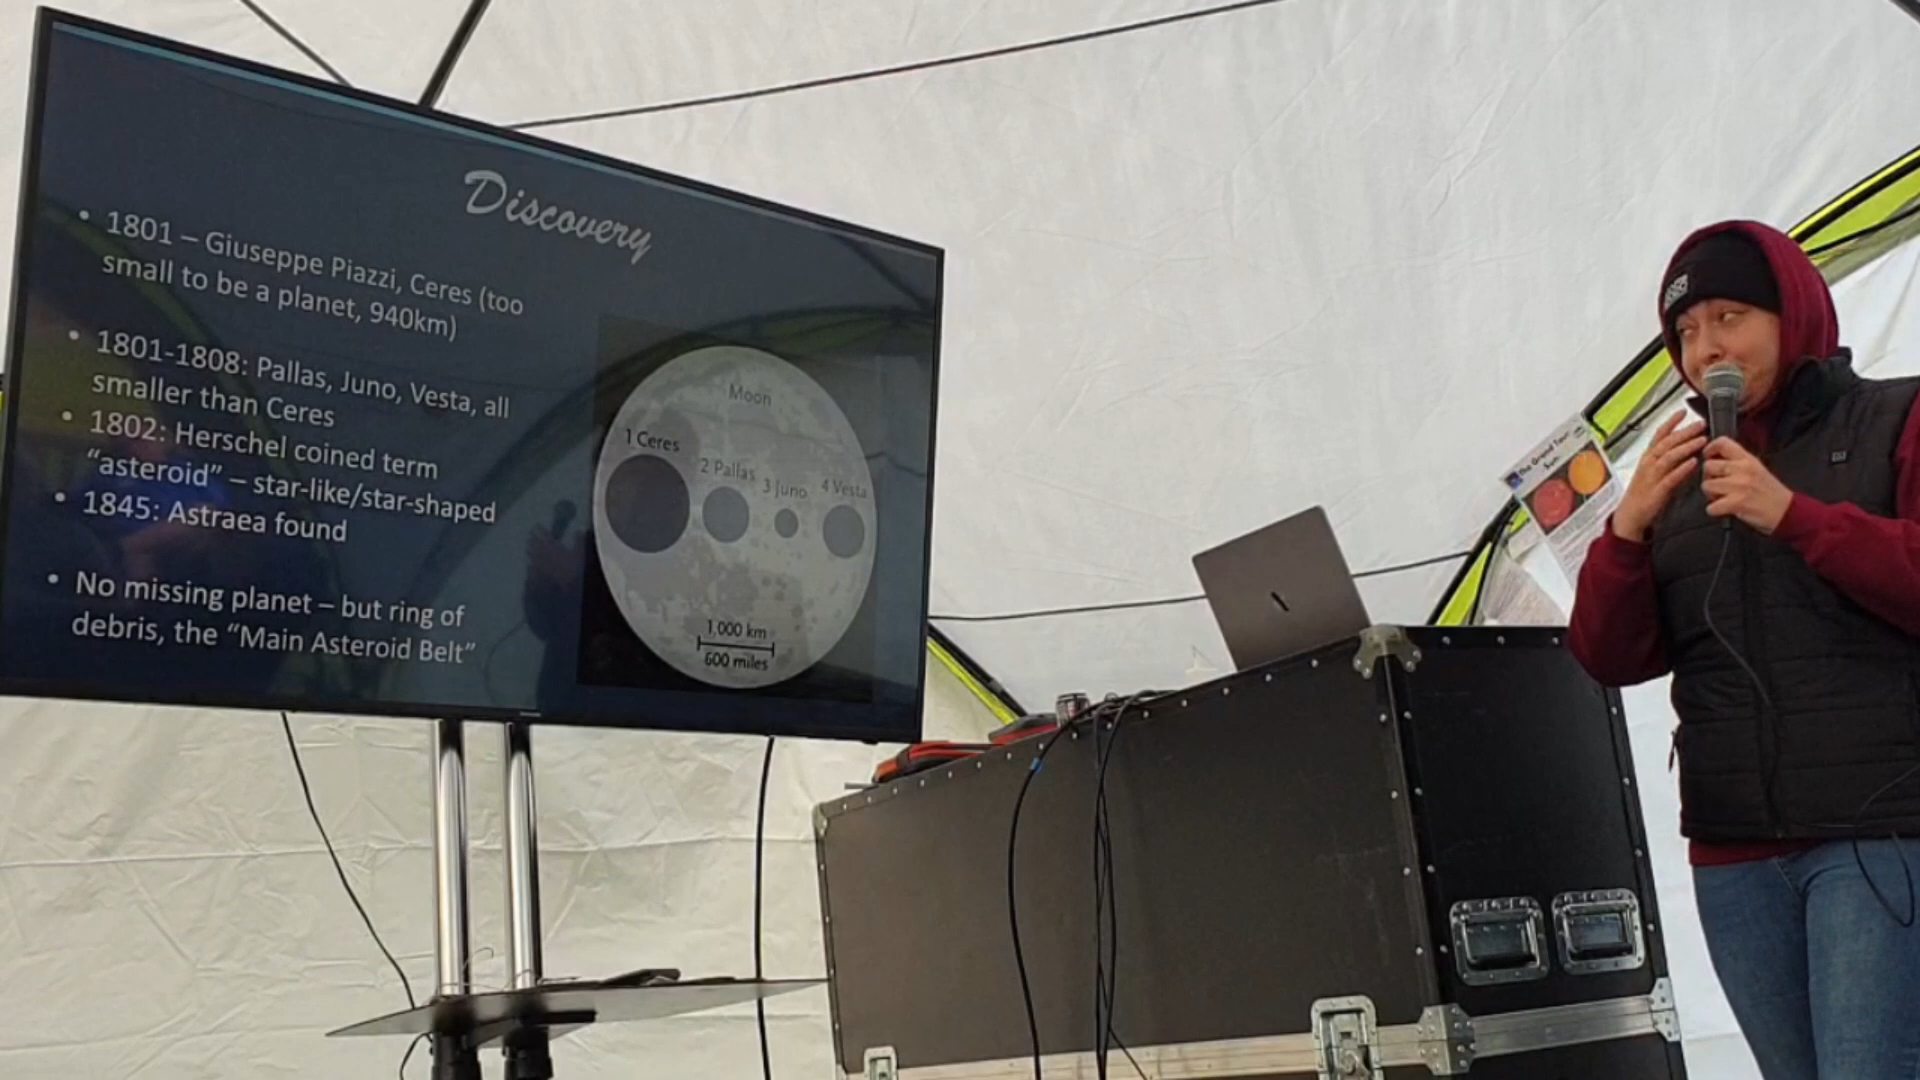 Discovery
• 1801 – Giuseppe Piazzi, Ceres (too
small to be a planet, 940km)
• 1801-1808: Pallas, Juno, Vesta, all
smaller than Ceres
• 1802: Herschel coined term
“asteroid” – star-like/star-shaped
• 1845: Astraea found
• No missing planet – but ring of
debris, the “Main Asteroid Belt”
Moon
1 Ceres
2 Pallas
3 Juno
4 Vesta
1,000 km
600 miles
The Grand Tour